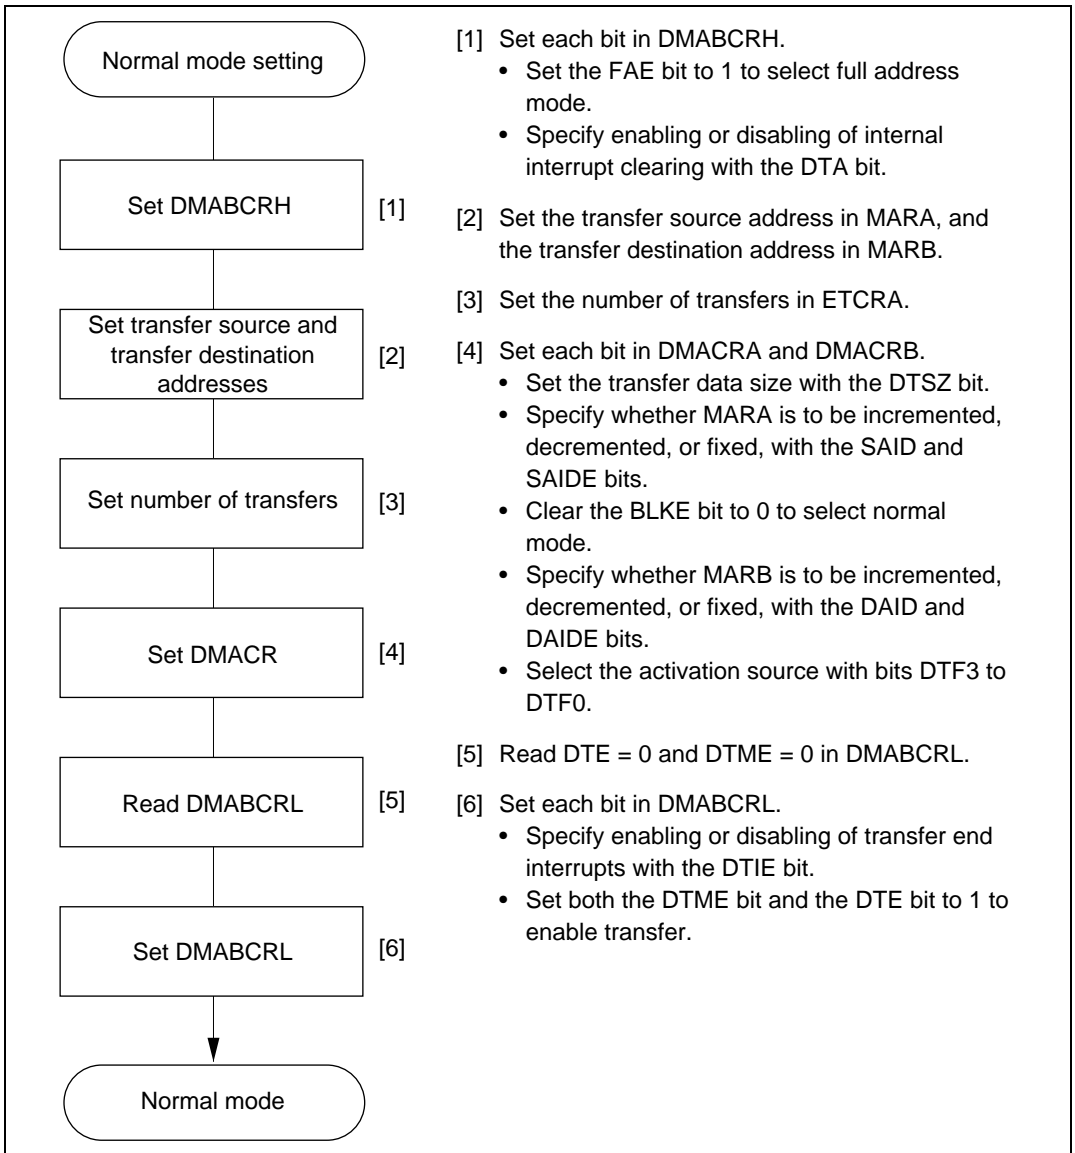 Normal mode setting
Set DMABCRH
[1]
Set transfer source and
transfer destination
addresses
[2]
Set number of transfers
[3]
Set DMACR
[4]
Read DMABCRL
[5]
Set DMABCRL
[6]
Normal mode
[1] Set each bit in DMABCRH.
• Set the FAE bit to 1 to select full address
mode.
• Specify enabling or disabling of internal
interrupt clearing with the DTA bit.
[2] Set the transfer source address in MARA, and
the transfer destination address in MARB.
[3] Set the number of transfers in ETCRA.
[4] Set each bit in DMACRA and DMACRB.
• Set the transfer data size with the DTSZ bit.
• Specify whether MARA is to be incremented,
decremented, or fixed, with the SAID and
SAIDE bits.
• Clear the BLKE bit to 0 to select normal
mode.
• Specify whether MARB is to be incremented,
decremented, or fixed, with the DAID and
DAIDE bits.
• Select the activation source with bits DTF3 to
DTF0.
[5] Read DTE = 0 and DTME = 0 in DMABCRL.
[6] Set each bit in DMABCRL.
• Specify enabling or disabling of transfer end
interrupts with the DTIE bit.
• Set both the DTME bit and the DTE bit to 1 to
enable transfer.